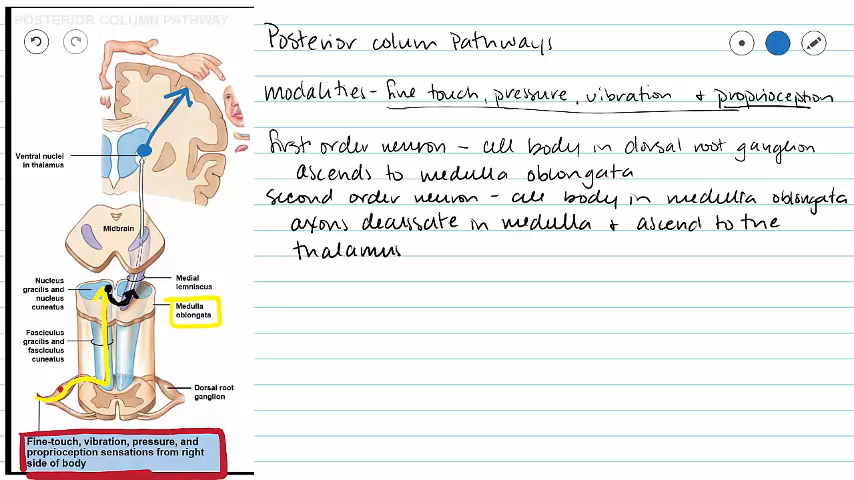 POSTERIOR COLUMN PATHWAY
Ventral nuclei
in thalamus
Midbrain
Nucleus
gracilis and
nucleus
cuneatus
Medial
lemniscus
Medulla
oblongata
Fasciculus
gracilis and
fasciculus
cuneatus
Dorsal root
ganglion
Fine-touch, vibration, pressure, and
proprioception sensations from right
side of body
Posterior colum Pathways
modalities - fine touch, pressure, vibration + proprioception
first order neuron - cell body in dorsal root ganglion
ascends to medulla oblongata
second order neuron - cell body in medulla oblongata
axons decussate in medulla + ascend to the
thalamus